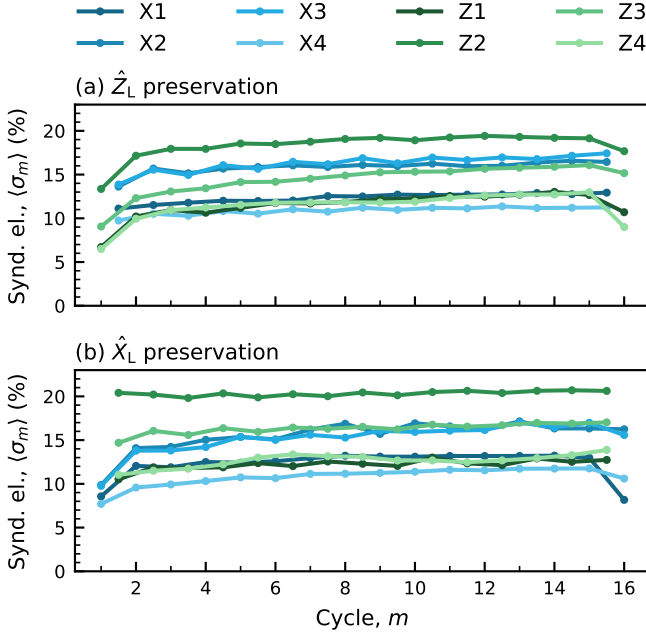 X1 X3 Z1 Z3
X2 X4 Z2 Z4
(a) Ẑ_L preservation
Synd. el., ⟨σ_m⟩ (%)
20
15
10
5
0
(b) X̂_L preservation
Synd. el., ⟨σ_m⟩ (%)
20
15
10
5
0
2 4 6 8 10 12 14 16
Cycle, m